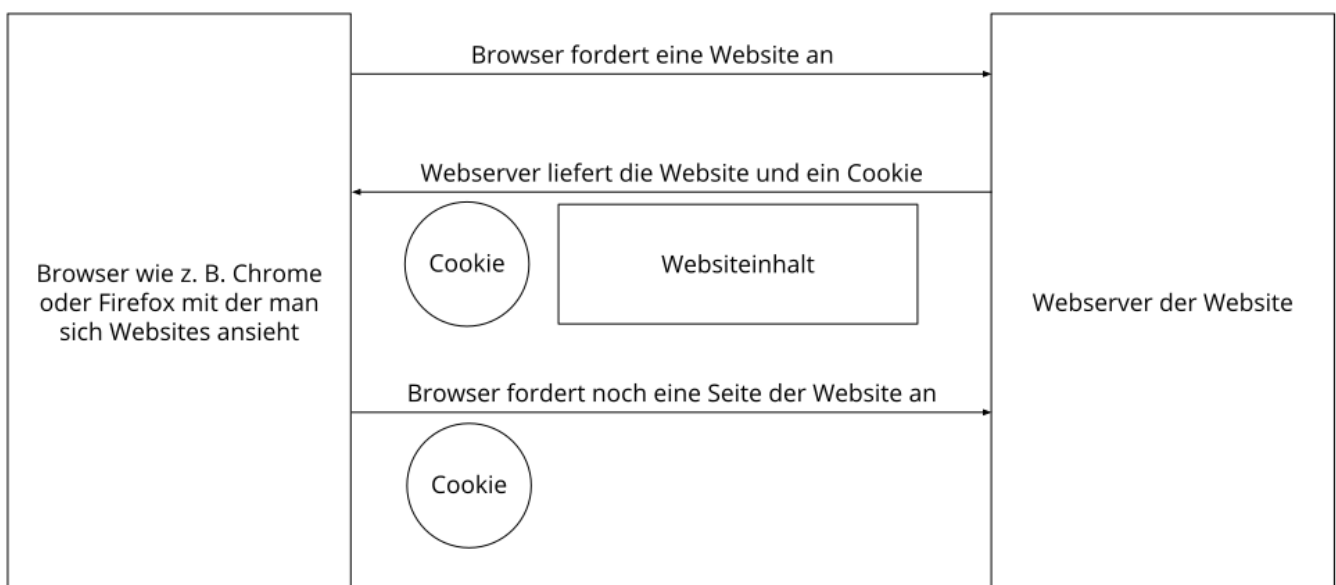 Browser fordert eine Website an
Webserver liefert die Website und ein Cookie
Cookie
Websiteinhalt
Browser wie z. B. Chrome
oder Firefox mit der man
sich Websites ansieht
Webserver der Website
Browser fordert noch eine Seite der Website an
Cookie